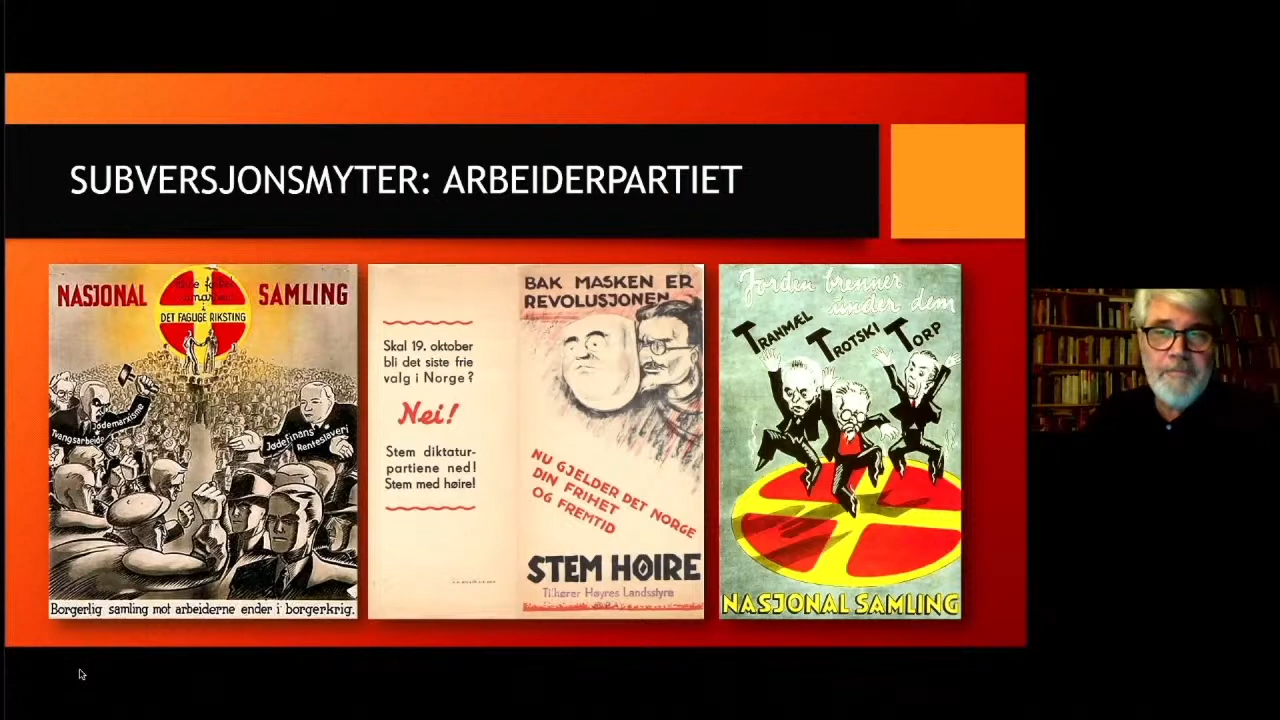 SUBVERSJONSMYTER: ARBEIDERPARTIET
NASJONAL
SAMLING
DET FAGLIGE RIKSTING
Jødemarxisme
Tvangsarbeide
Jødefinans
Renteslaveri
Borgerlig samling mot arbeiderne ender i borgerkrig.
Skal 19. oktober
bli det siste frie
valg i Norge?
Nei!
Stem diktatur-
partiene ned!
Stem med høire!
BAK MASKEN ER
REVOLUSJONEN
NU GJELDER DET NORGE
DIN FRIHET
OG FREMTID
STEM HØIRE
Tilhører Høyres Landsstyre
Jorden brenner
under dem
TRANMÆL
TROTSKI
TORP
NASJONAL SAMLING